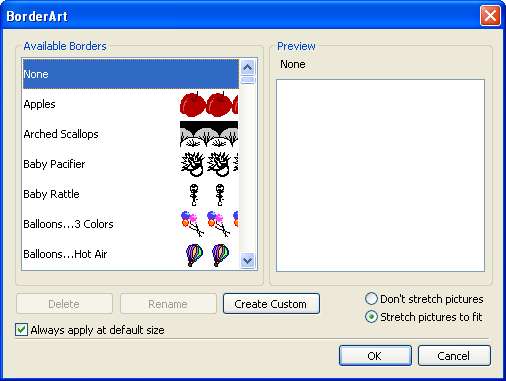 BorderArt
Available Borders
None
Apples
Arched Scallops
Baby Pacifier
Baby Rattle
Balloons...3 Colors
Balloons...Hot Air
Preview
None
Delete
Rename
Create Custom
Don't stretch pictures
Stretch pictures to fit
Always apply at default size
OK
Cancel